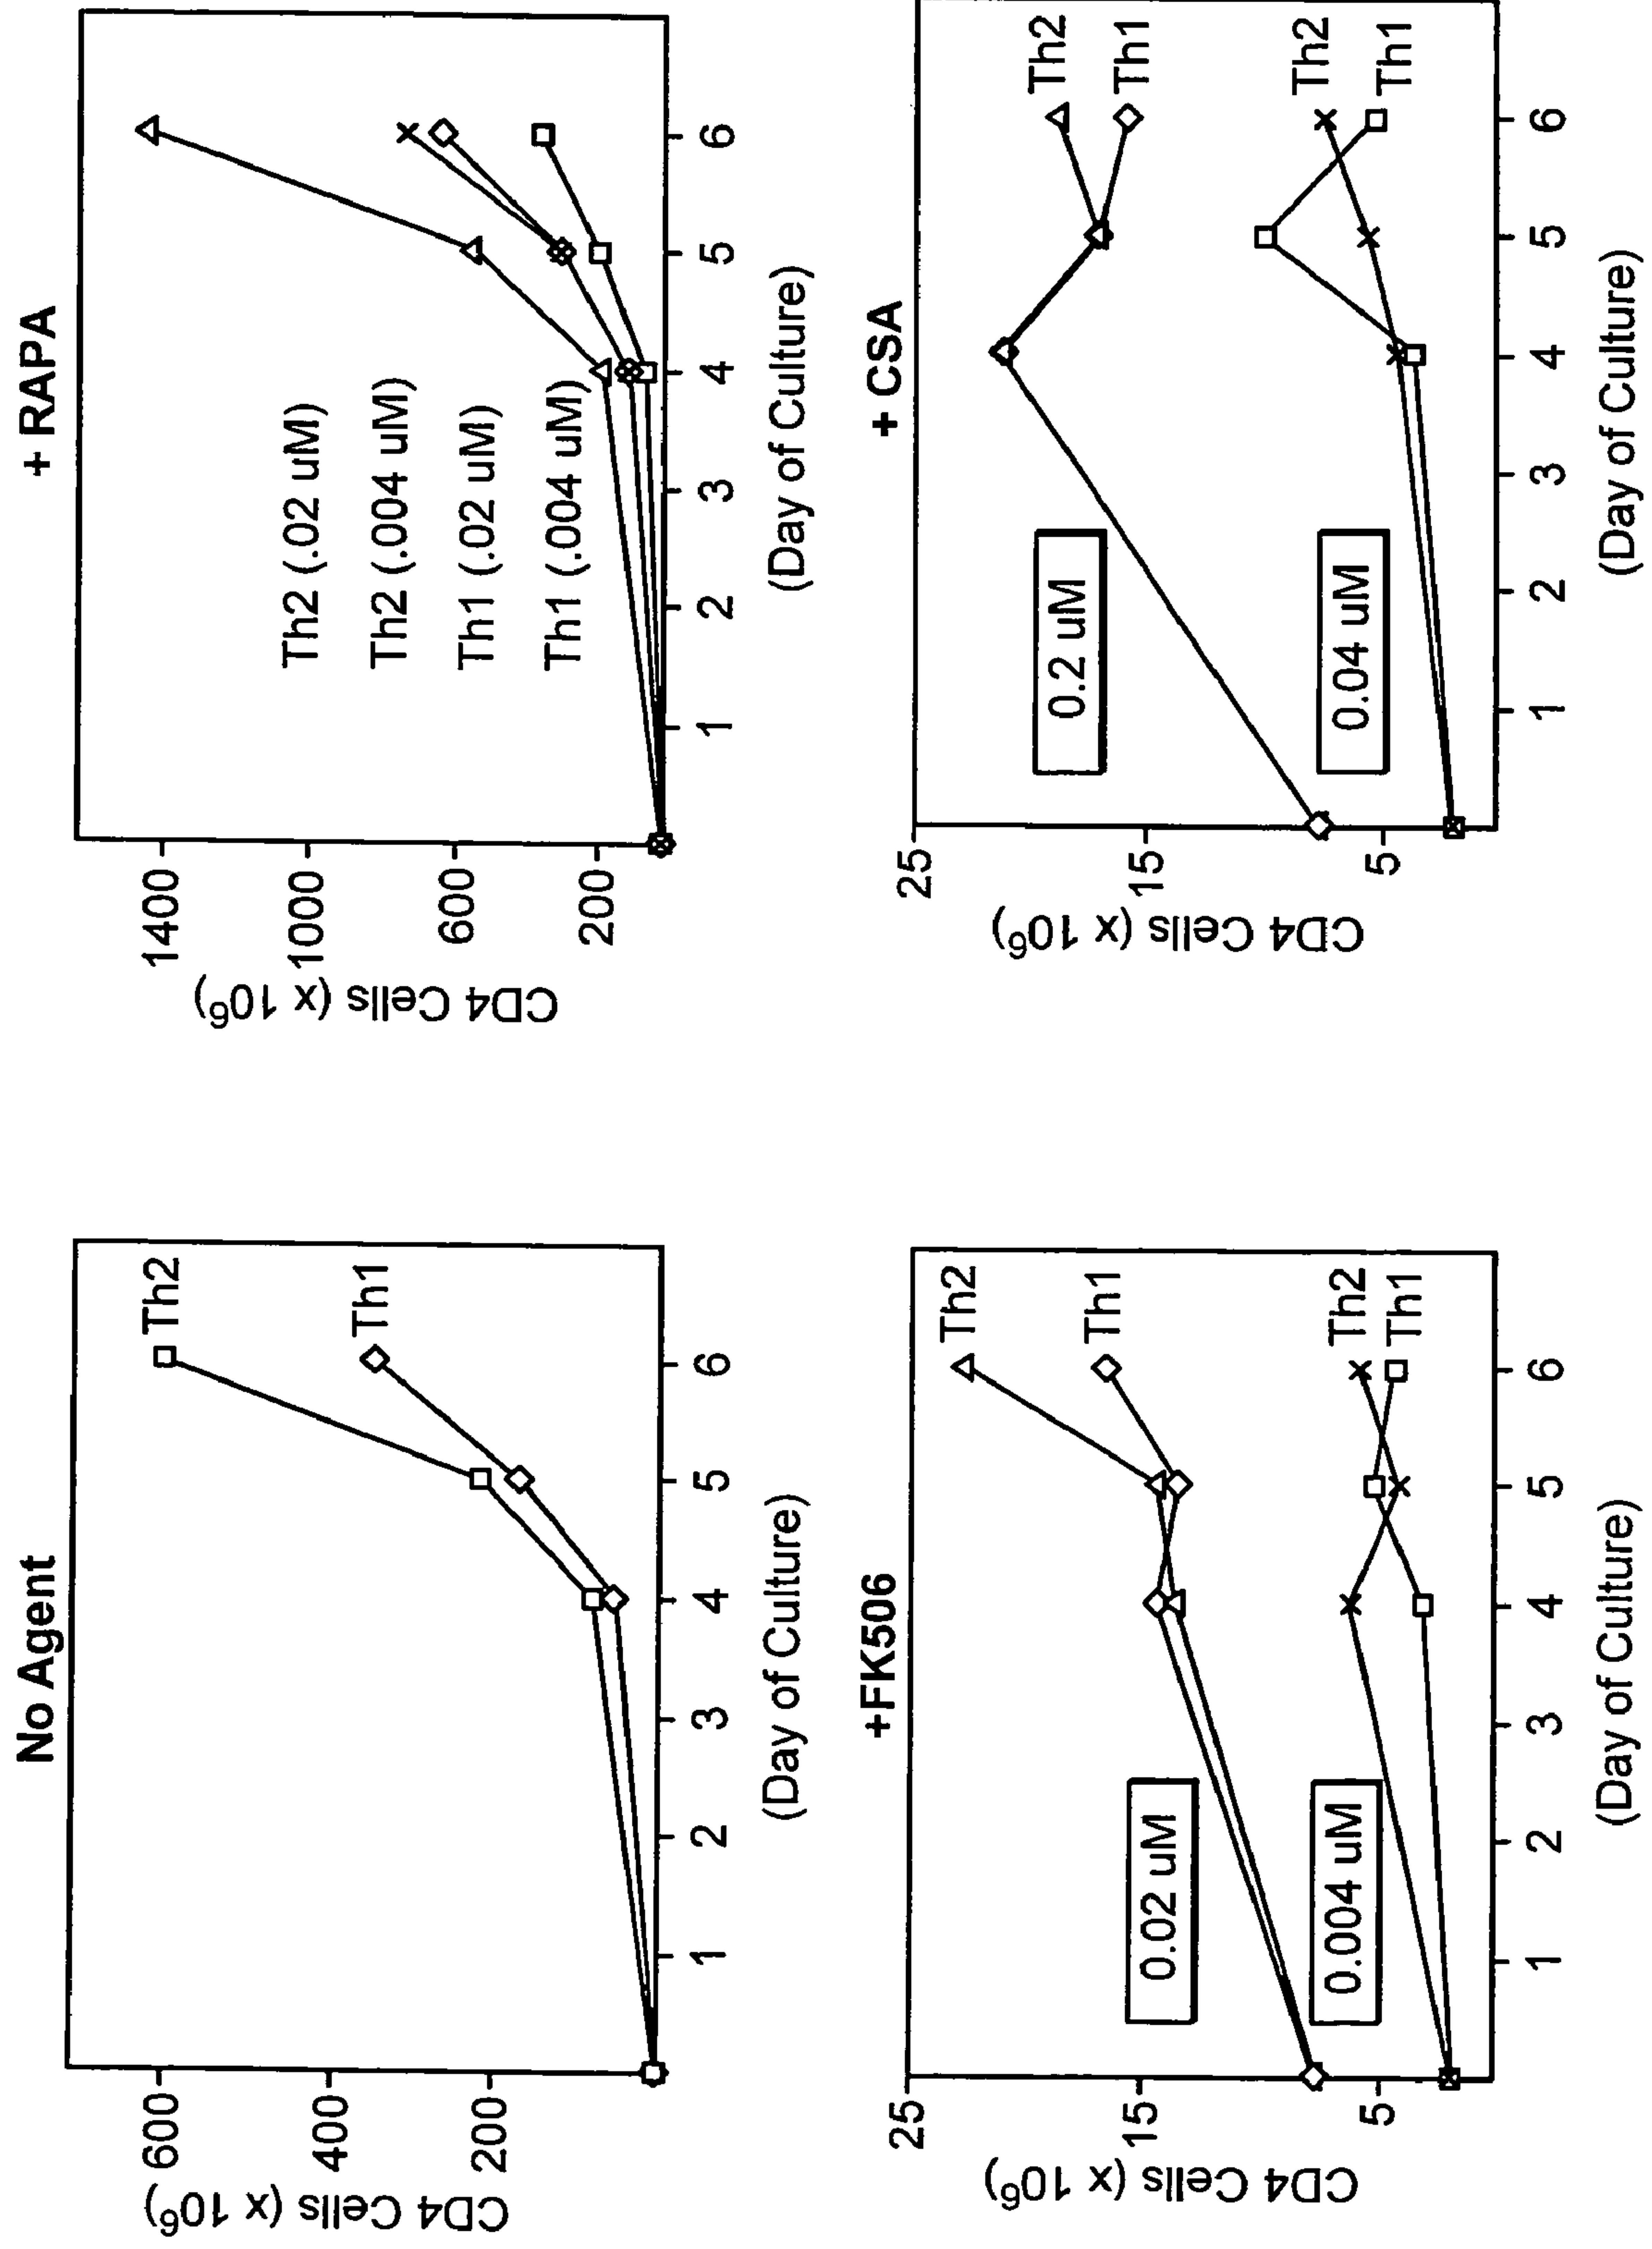 No Agent
CD4 Cells (x 10⁶)
600
400
200
Th2
Th1
1 2 3 4 5 6
(Day of Culture)
+ RAPA
CD4 Cells (x 10⁶)
1400
1000
600
200
Th2 (.02 uM)
Th2 (.004 uM)
Th1 (.02 uM)
Th1 (.004 uM)
1 2 3 4 5 6
(Day of Culture)
+FK506
CD4 Cells (x 10⁶)
25
15
5
Th2
Th1
0.02 uM
Th2
Th1
0.004 uM
1 2 3 4 5 6
(Day of Culture)
+ CSA
CD4 Cells (x 10⁶)
25
15
5
Th2
Th1
0.2 uM
Th2
Th1
0.04 uM
1 2 3 4 5 6
(Day of Culture)